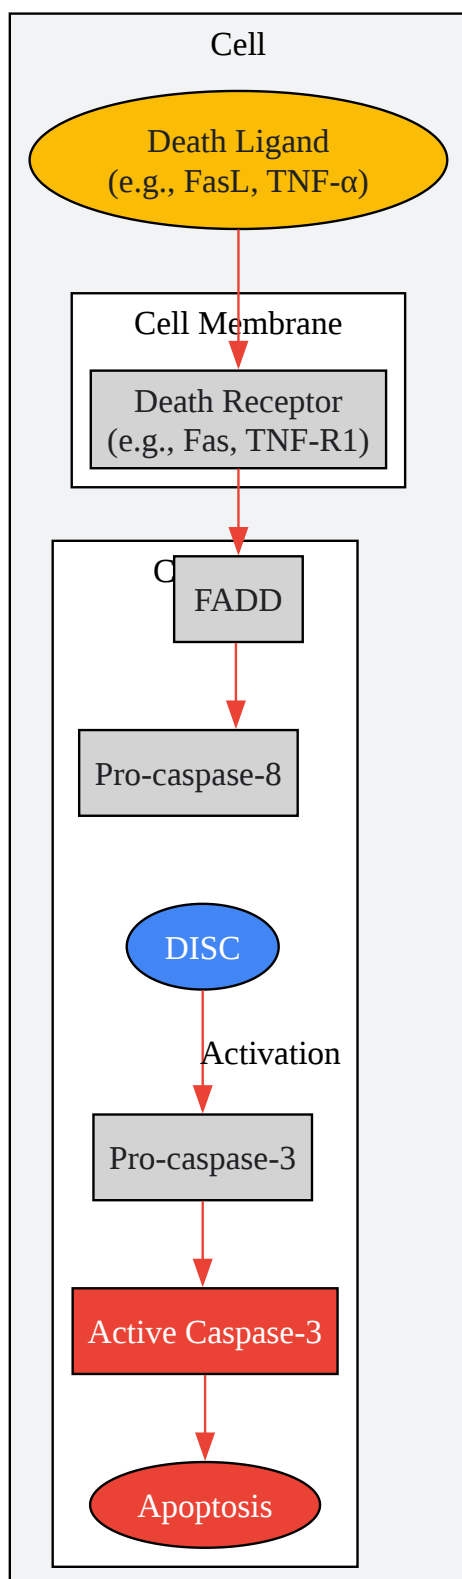 Cell
Death Ligand
(e.g., FasL, TNF-α)
Cell Membrane
Death Receptor
(e.g., Fas, TNF-R1)
FADD
Pro-caspase-8
DISC
Activation
Pro-caspase-3
Active Caspase-3
Apoptosis